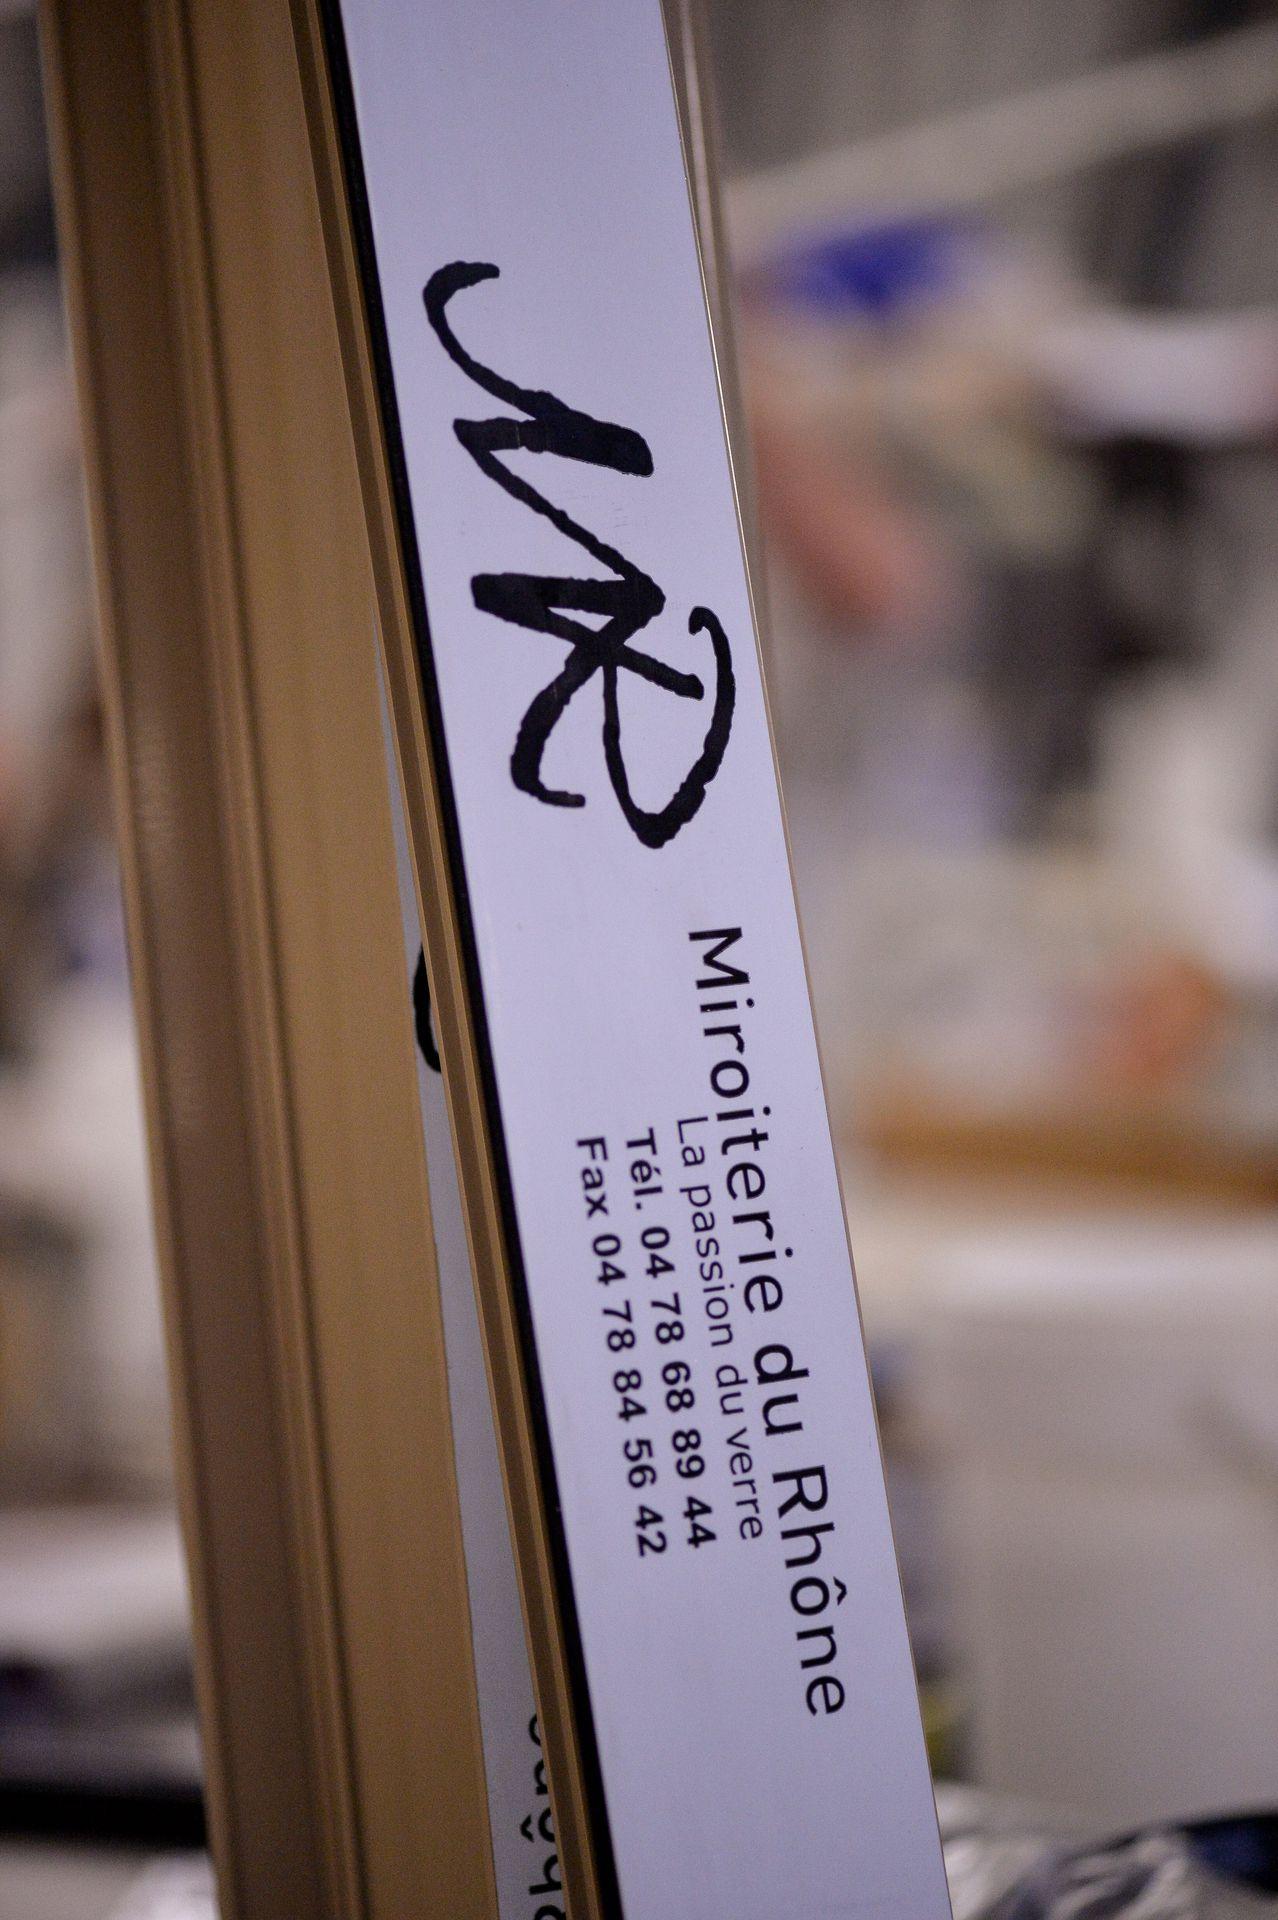 MR
Miroiterie du Rhône
La passion du verre
Tél. 04 78 68 89 44
Fax 04 78 84 56 42